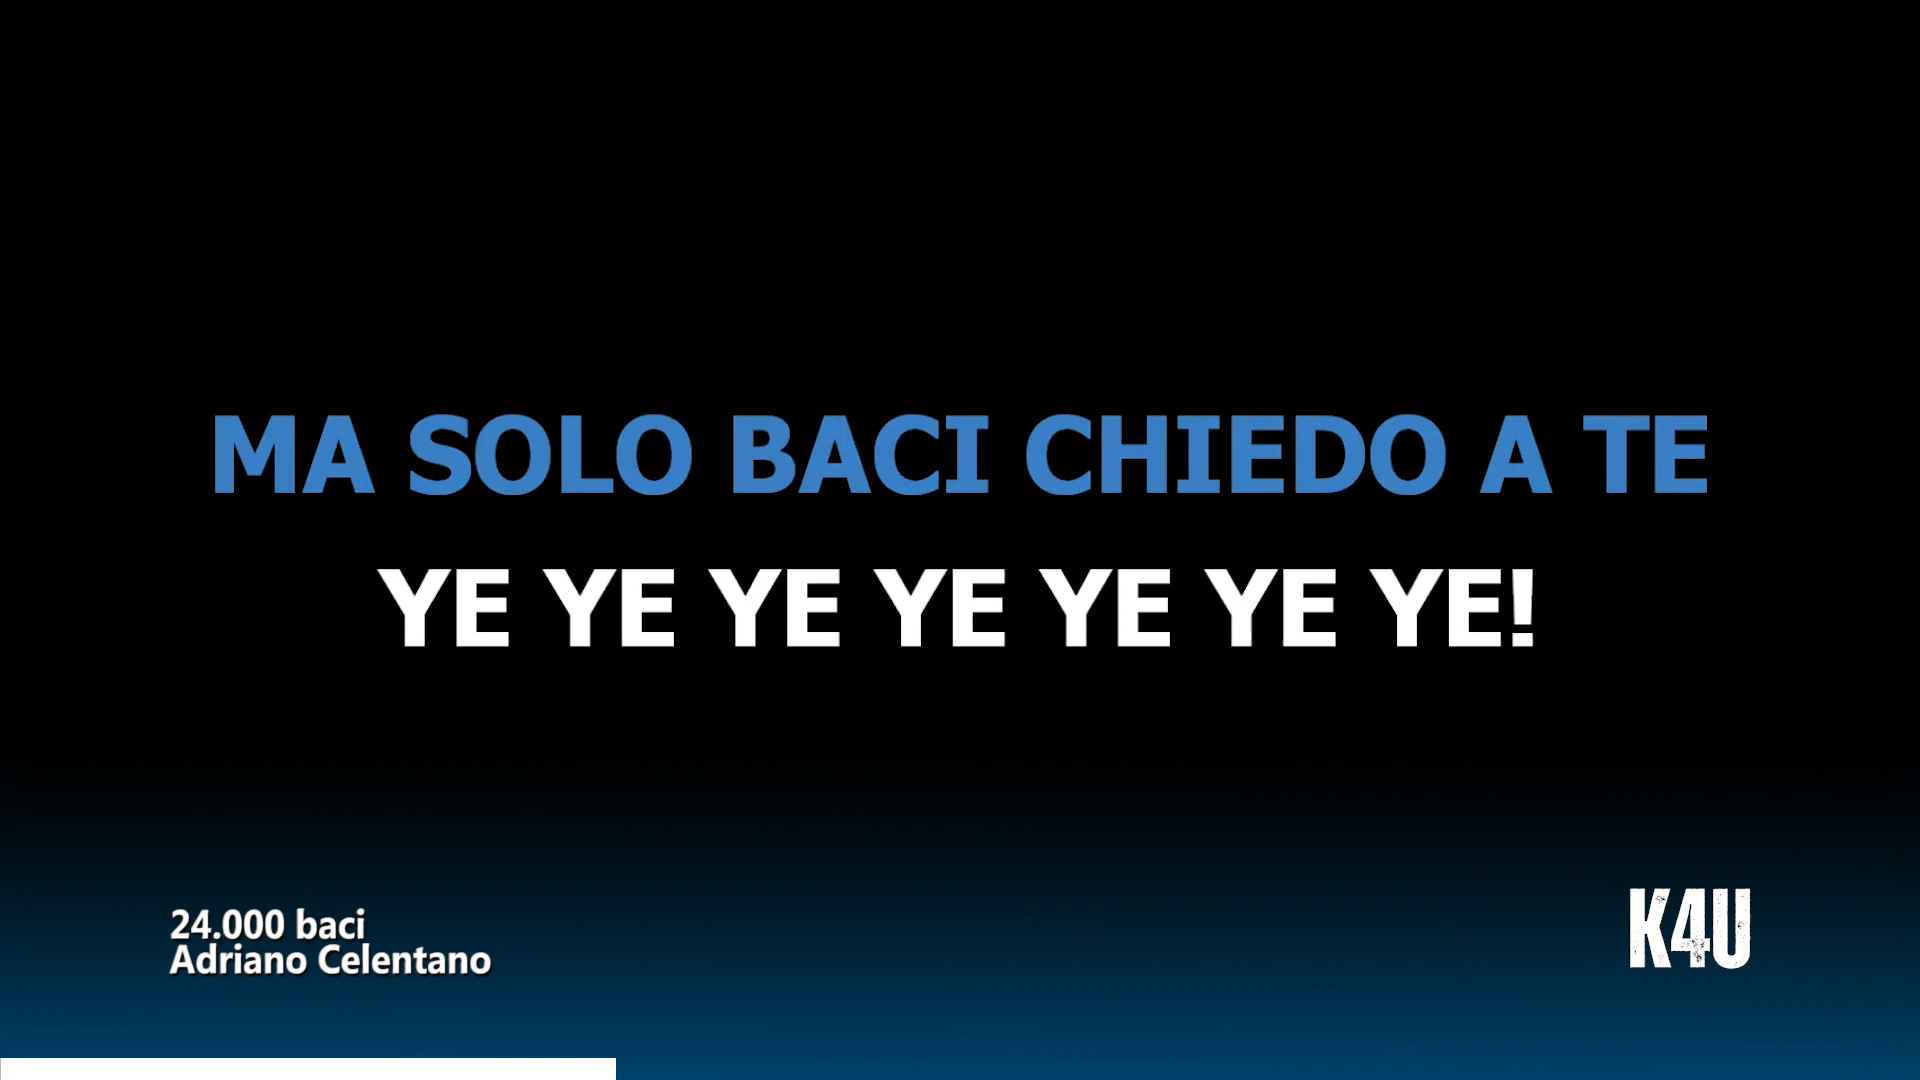 MA SOLO BACI CHIEDO A TE
YE YE YE YE YE YE YE!
24.000 baci
Adriano Celentano
K4U